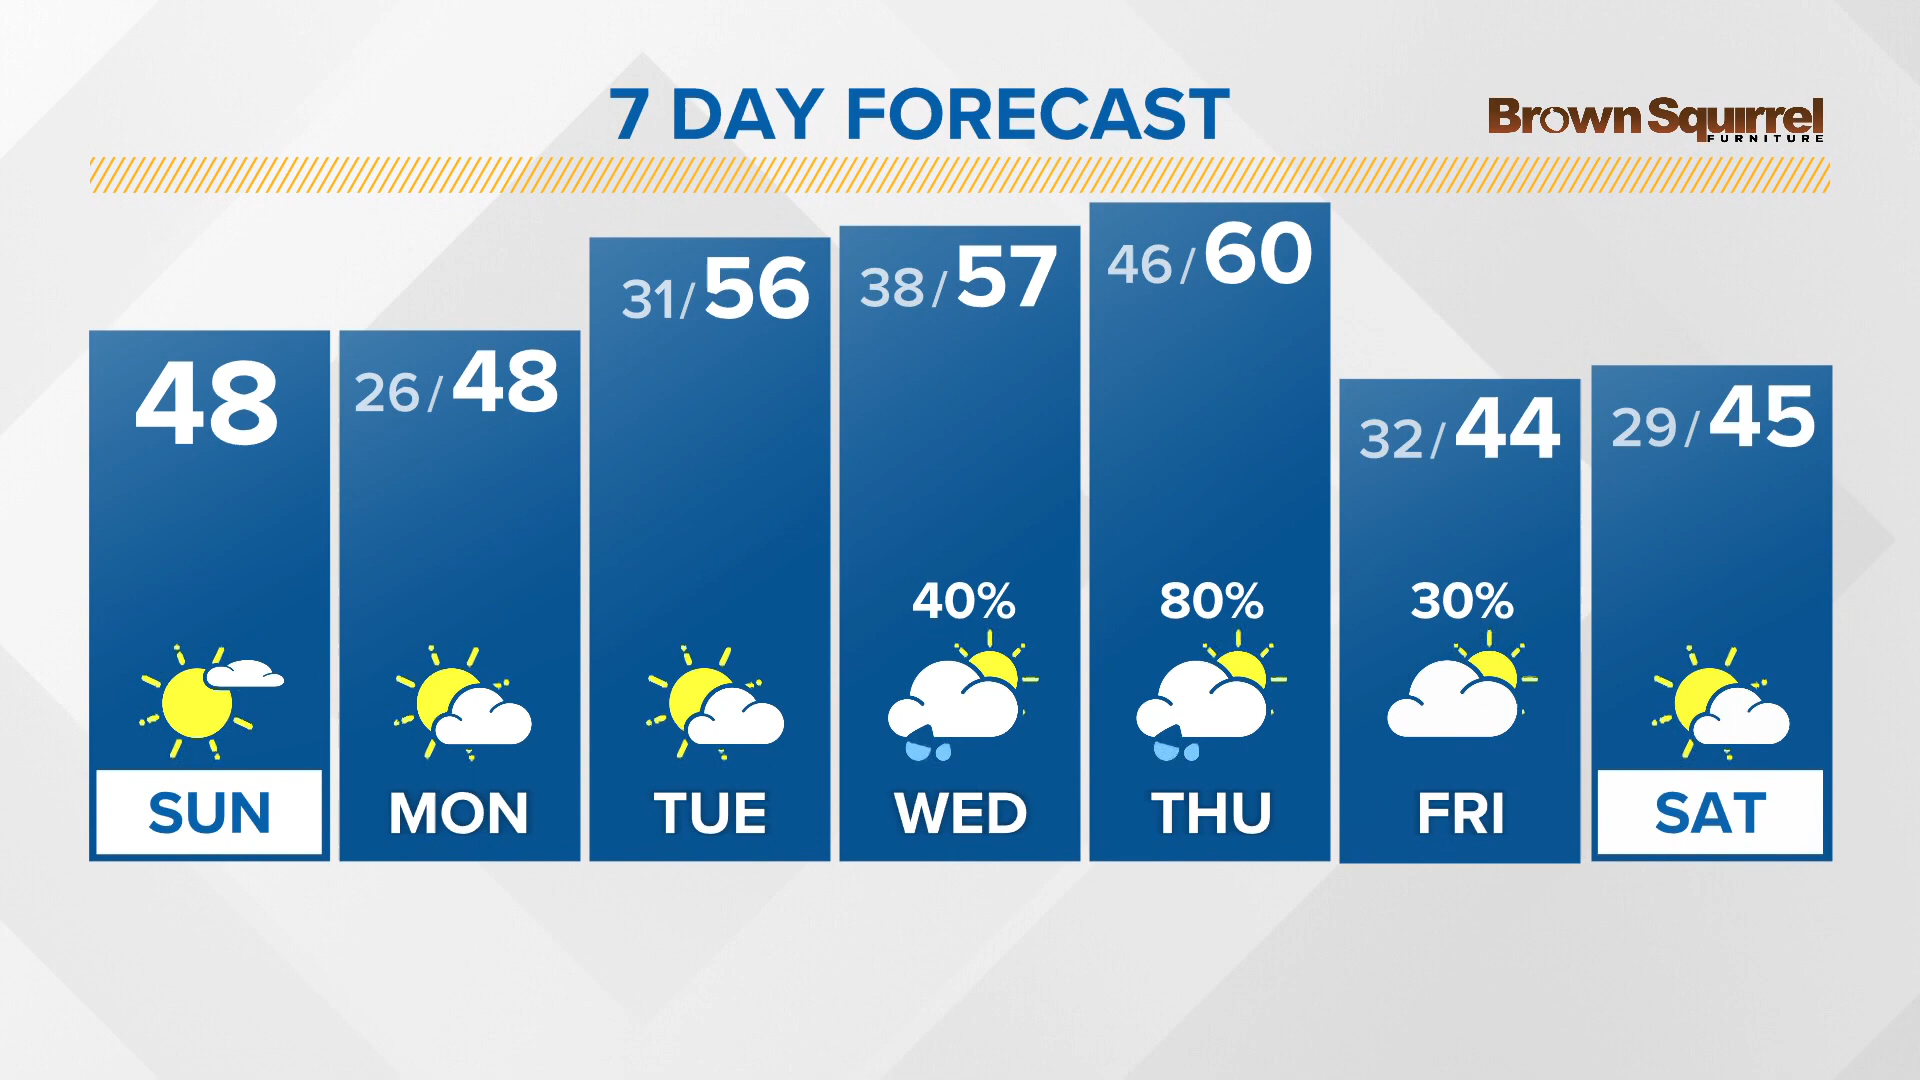 7 DAY FORECAST
Brown Squirrel
FURNITURE
48
26/48
31/56
38/57
46/60
32/44
29/45
40%
80%
30%
SUN
MON
TUE
WED
THU
FRI
SAT